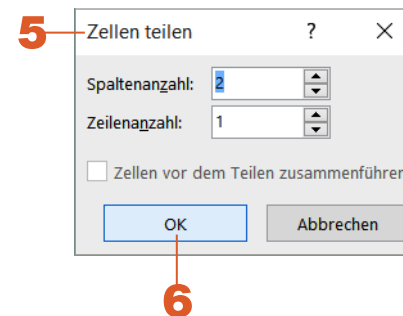 5
Zellen teilen ? ×
Spaltenanzahl: 2
Zeilenanzahl: 1
Zellen vor dem Teilen zusammenführen
OK Abbrechen
6